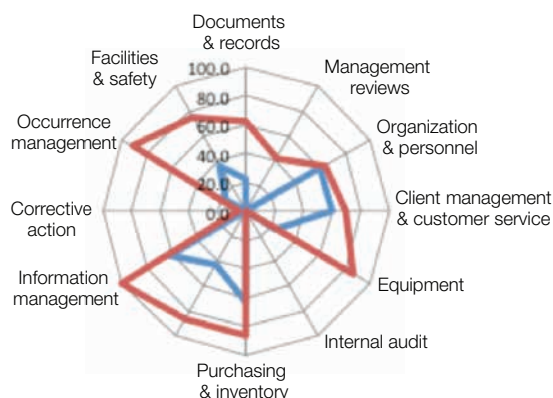 Documents
& records
Facilities
& safety
Management
reviews
100.0
80.0
60.0
40.0
20.0
0.0
Occurrence
management
Organization
& personnel
Corrective
action
Client management
& customer service
Information
management
Equipment
Internal audit
Purchasing
& inventory